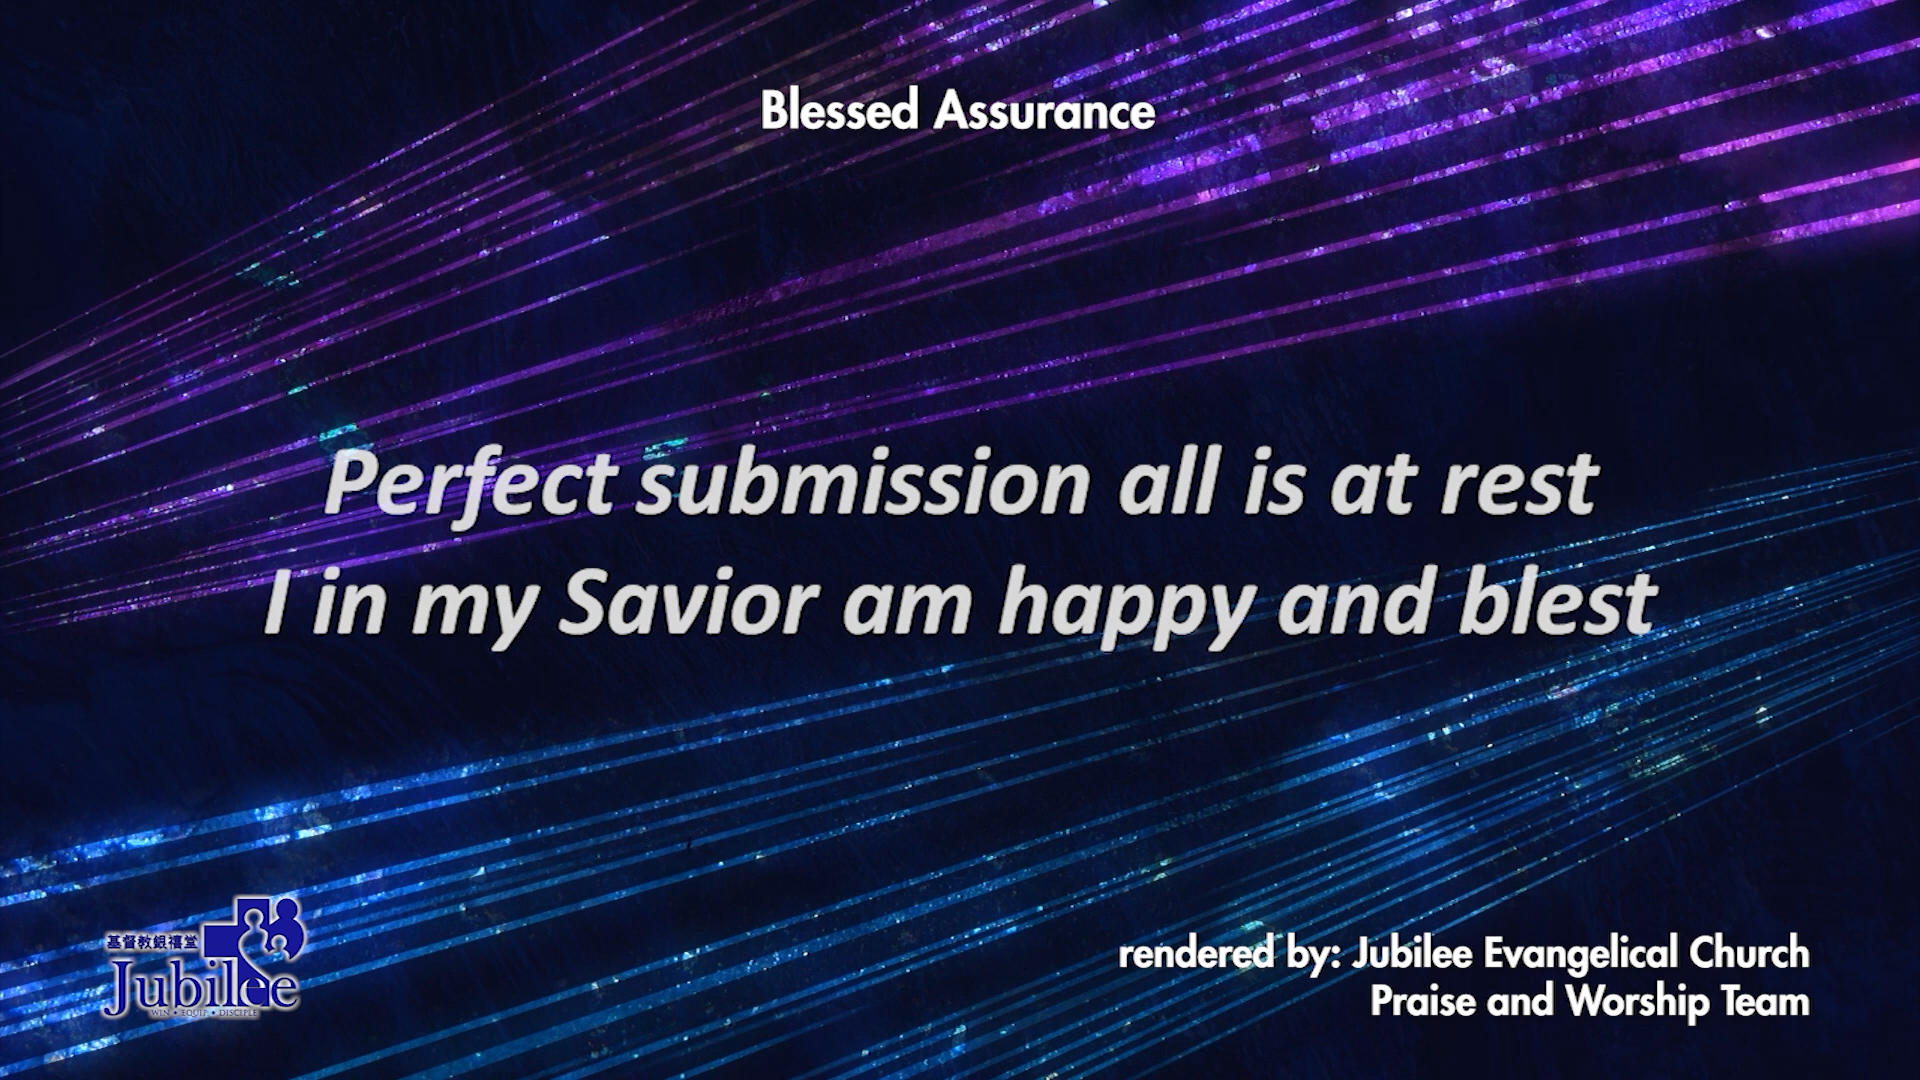 Blessed Assurance
Perfect submission all is at rest
I in my Savior am happy and blest
基督教銀禧堂
Jubilee
WIN • EQUIP • DISCIPLE
rendered by: Jubilee Evangelical Church
Praise and Worship Team